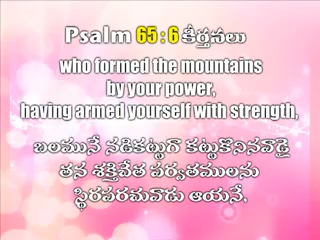 Psalm 65 : 6 కీర్తనలు
who formed the mountains
by your power,
having armed yourself with strength,
బలమునే నడికట్టుగా కట్టుకొనినవాడై
తన శక్తిచేత పర్వతములను
స్థిరపరచువాడు ఆయనే.